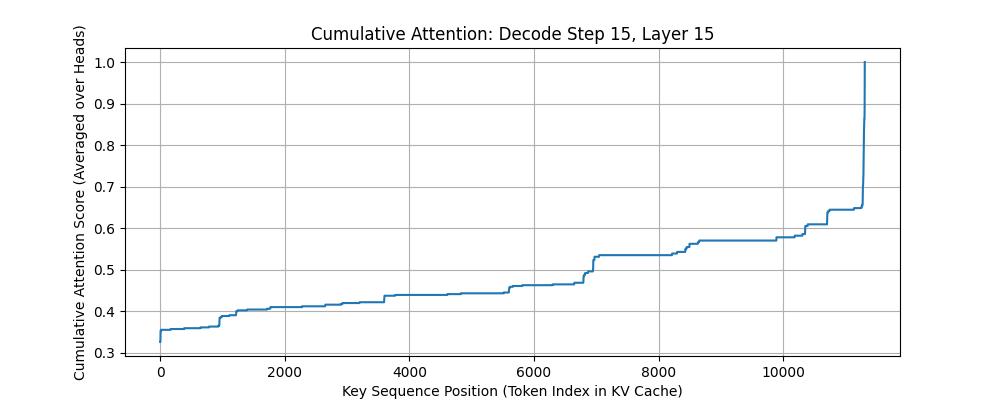 Cumulative Attention: Decode Step 15, Layer 15
Cumulative Attention Score (Averaged over Heads)
1.0
0.9
0.8
0.7
0.6
0.5
0.4
0.3
0 2000 4000 6000 8000 10000
Key Sequence Position (Token Index in KV Cache)